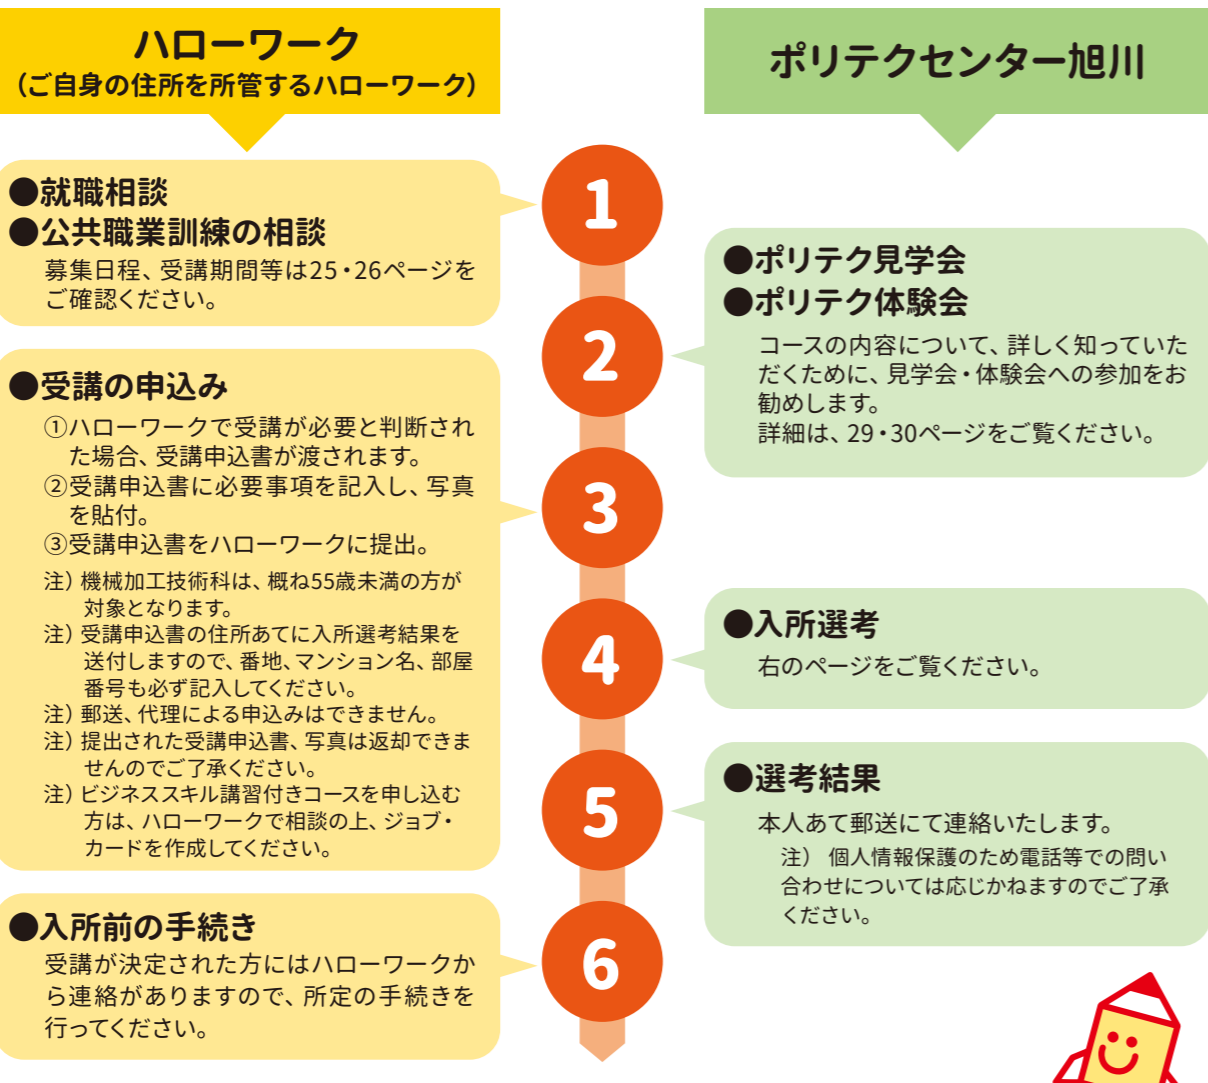 ハローワーク
（ご自身の住所を所管するハローワーク）
ポリテクセンター旭川
1
●就職相談
●公共職業訓練の相談
募集日程、受講期間等は25・26ページを
ご確認ください。
2
●ポリテク見学会
●ポリテク体験会
コースの内容について、詳しく知っていた
だくために、見学会・体験会への参加をお
勧めします。
詳細は、29・30ページをご覧ください。
3
●受講の申込み
①ハローワークで受講が必要と判断され
た場合、受講申込書が渡されます。
②受講申込書に必要事項を記入し、写真
を貼付。
③受講申込書をハローワークに提出。
注）機械加工技術科は、概ね55歳未満の方が
対象となります。
注）受講申込書の住所あてに入所選考結果を
送付しますので、番地、マンション名、部屋
番号も必ず記入してください。
注）郵送、代理による申込みはできません。
注）提出された受講申込書、写真は返却できま
せんのでご了承ください。
注）ビジネススキル講習付きコースを申し込む
方は、ハローワークで相談の上、ジョブ・
カードを作成してください。
4
●入所選考
右のページをご覧ください。
5
●選考結果
本人あて郵送にて連絡いたします。
注） 個人情報保護のため電話等での問い
合わせについては応じかねますのでご了承
ください。
6
●入所前の手続き
受講が決定された方にはハローワークか
ら連絡がありますので、所定の手続きを
行ってください。